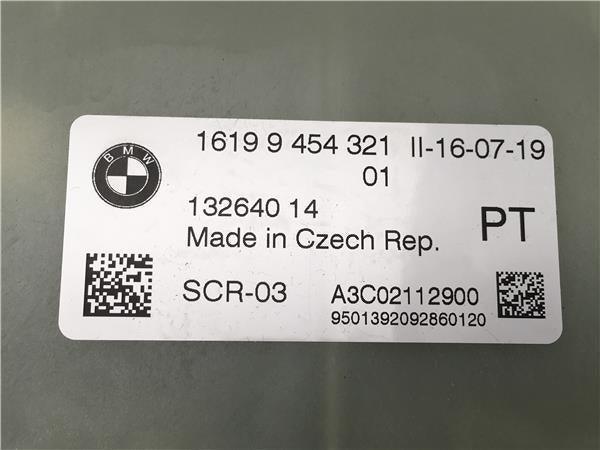 BMW
1619 9 454 321 II-16-07-19
01
132640 14
Made in Czech Rep.
PT
SCR-03 A3C02112900
9501392092860120